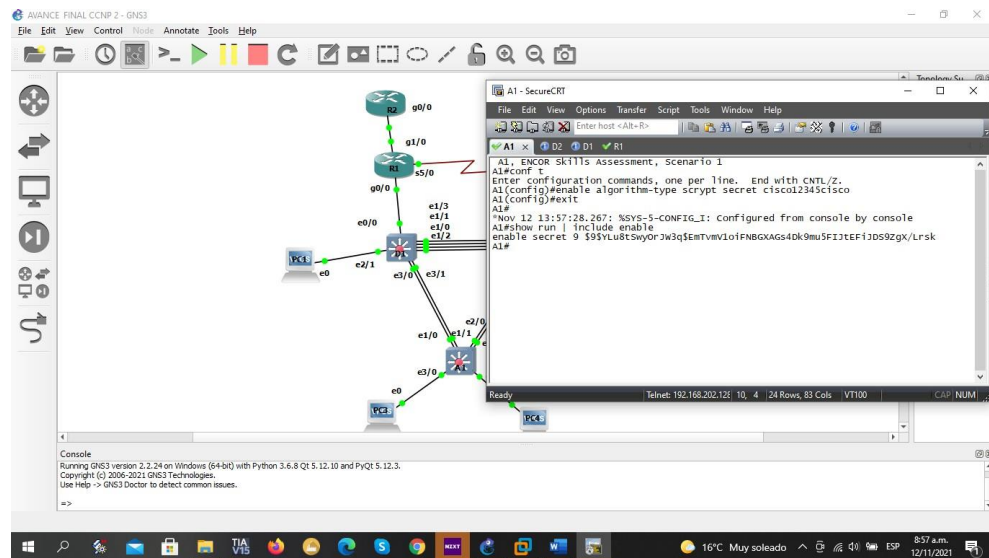 AVANCE FINAL CCNP 2 - GNS3
File Edit View Control Node Annotate Tools Help
Topology Su
R2 g0/0
g1/0
R1 s5/0
g0/0
e1/3
e1/1
e0/0 e1/0
e1/2
D1
PC1 e0 e2/1
e3/0 e3/1
e2/0
e1/0 e1/1
A1
e3/0
e0
PC3
PC4
A1 - SecureCRT
File Edit View Options Transfer Script Tools Window Help
Enter host <Alt+R>
A1 D2 D1 R1
A1, ENCOR Skills Assessment, Scenario 1
A1#conf t
Enter configuration commands, one per line. End with CNTL/Z.
A1(config)#enable algorithm-type scrypt secret cisco12345cisco
A1(config)#exit
A1#
*Nov 12 13:57:28.267: %SYS-5-CONFIG_I: Configured from console by console
A1#show run | include enable
enable secret 9 $9$YLu8tSwyOrJW3q$EmTvmV1oiFNBGXAGs4Dk9mu5FIJtEFiJDS9ZgX/Lrsk
A1#
Ready Telnet: 192.168.202.128 10, 4 24 Rows, 83 Cols VT100 CAP NUM
Console
Running GNS3 version 2.2.24 on Windows (64-bit) with Python 3.6.8 Qt 5.12.10 and PyQt 5.12.3.
Copyright (c) 2006-2021 GNS3 Technologies.
Use Help -> GNS3 Doctor to detect common issues.
=>
TIA V15
16°C Muy soleado ESP
8:57 a.m.
12/11/2021